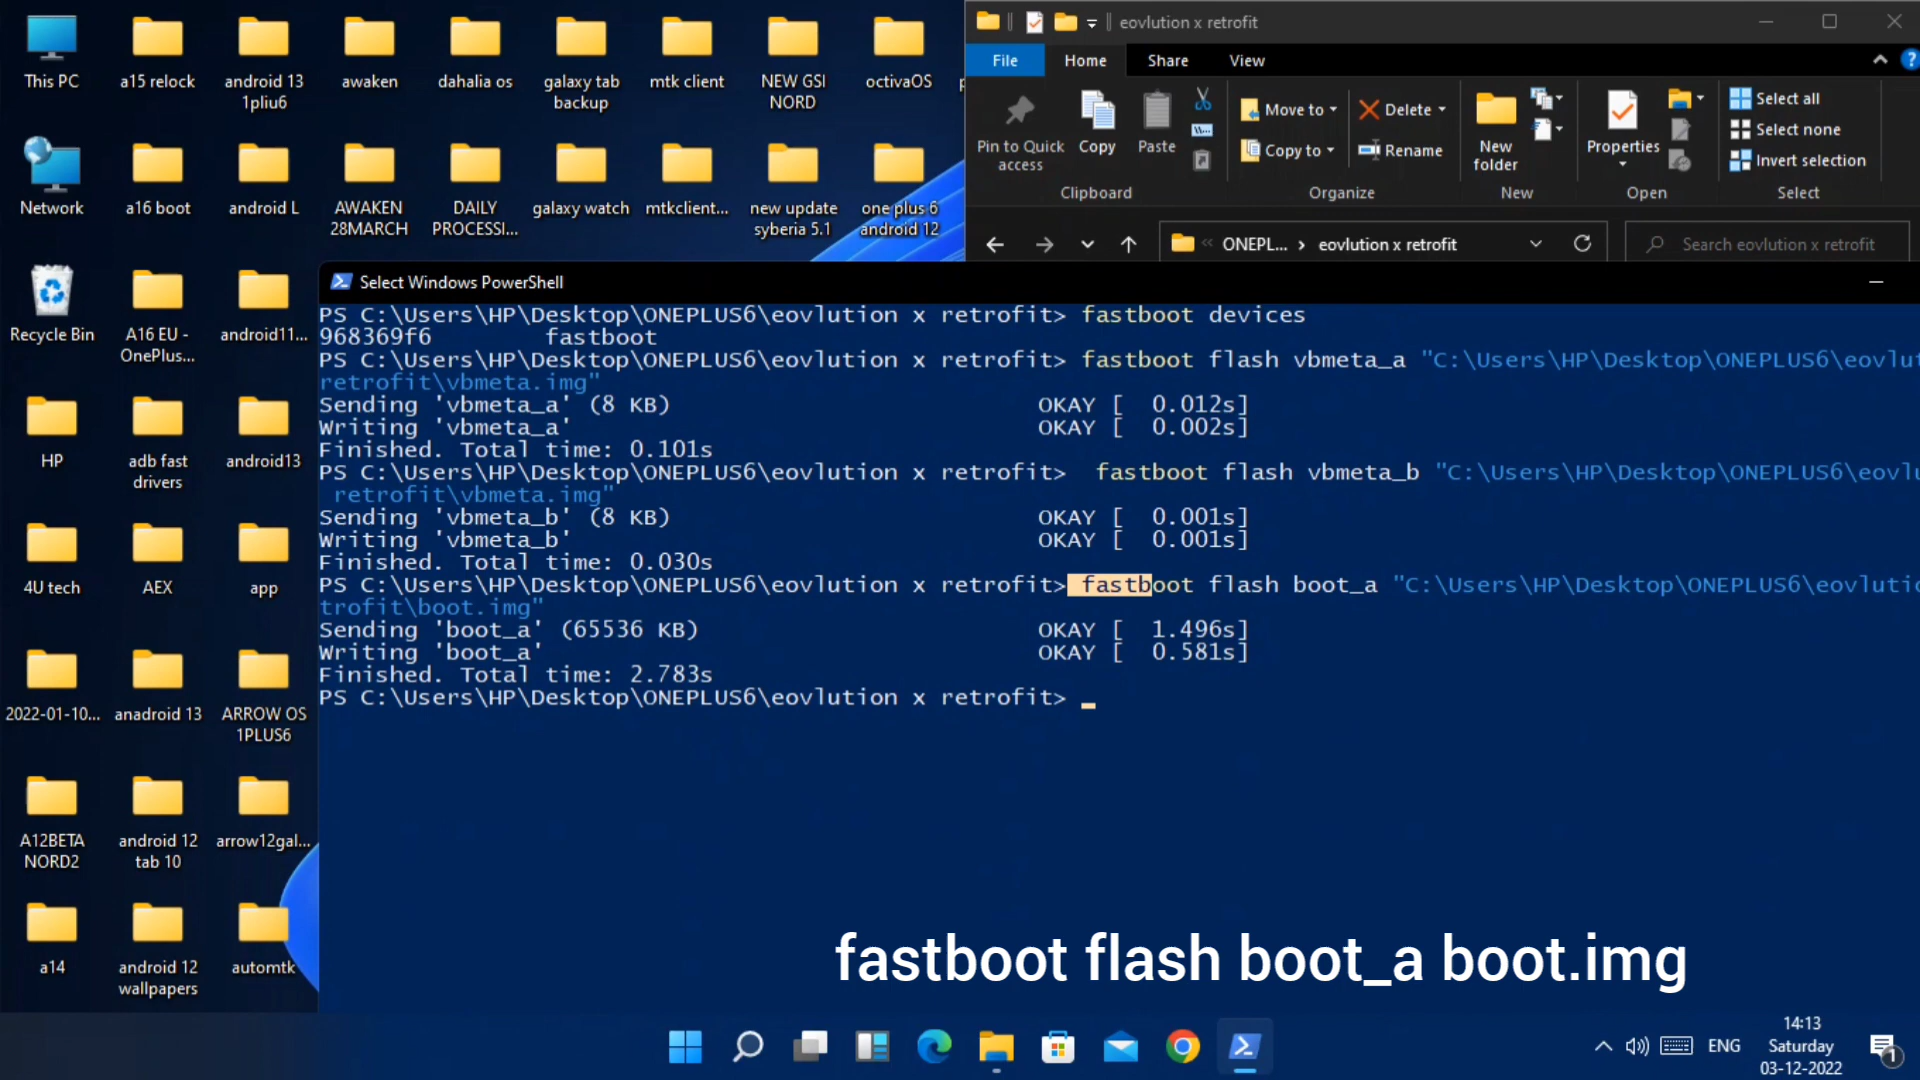 This PC
a15 relock
android 13
1pliu6
awaken
dahalia os
galaxy tab
backup
mtk client
NEW GSI
NORD
octivaOS
Network
a16 boot
android L
AWAKEN
28MARCH
DAILY
PROCESSI...
galaxy watch
mtkclient...
new update
syberia 5.1
one plus 6
android 12
Recycle Bin
A16 EU -
OnePlus...
android11...
HP
adb fast
drivers
android13
4U tech
AEX
app
2022-01-10...
anadroid 13
ARROW OS
1PLUS6
A12BETA
NORD2
android 12
tab 10
arrow12gal...
a14
android 12
wallpapers
automtk
eovlution x retrofit
File
Home
Share
View
Pin to Quick
access
Copy
Paste
Move to
Copy to
Delete
Rename
New
folder
Properties
Select all
Select none
Invert selection
Clipboard
Organize
New
Open
Select
« ONEPL... › eovlution x retrofit
Search eovlution x retrofit
Select Windows PowerShell
PS C:\Users\HP\Desktop\ONEPLUS6\eovlution x retrofit> fastboot devices
968369f6 fastboot
PS C:\Users\HP\Desktop\ONEPLUS6\eovlution x retrofit> fastboot flash vbmeta_a "C:\Users\HP\Desktop\ONEPLUS6\eovlut
retrofit\vbmeta.img"
Sending 'vbmeta_a' (8 KB) OKAY [ 0.012s]
Writing 'vbmeta_a' OKAY [ 0.002s]
Finished. Total time: 0.101s
PS C:\Users\HP\Desktop\ONEPLUS6\eovlution x retrofit> fastboot flash vbmeta_b "C:\Users\HP\Desktop\ONEPLUS6\eovlu
retrofit\vbmeta.img"
Sending 'vbmeta_b' (8 KB) OKAY [ 0.001s]
Writing 'vbmeta_b' OKAY [ 0.001s]
Finished. Total time: 0.030s
PS C:\Users\HP\Desktop\ONEPLUS6\eovlution x retrofit> fastboot flash boot_a "C:\Users\HP\Desktop\ONEPLUS6\eovlutio
trofit\boot.img"
Sending 'boot_a' (65536 KB) OKAY [ 1.496s]
Writing 'boot_a' OKAY [ 0.581s]
Finished. Total time: 2.783s
PS C:\Users\HP\Desktop\ONEPLUS6\eovlution x retrofit> _
fastboot flash boot_a boot.img
ENG
14:13
Saturday
03-12-2022
1